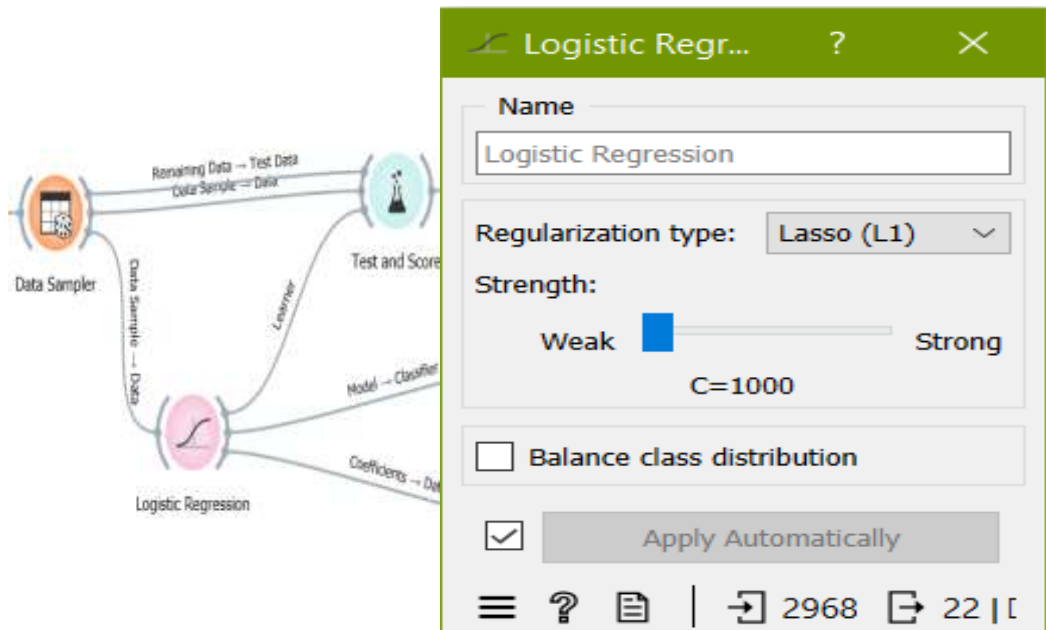 Remaining Data → Test Data
Data Sample → Data
Data Sampler
Test and Score
Data Sample → Data
Learner
Model → Classifier
Coefficients → Dat
Logistic Regression
Logistic Regr... ? ×
Name
Logistic Regression
Regularization type: Lasso (L1)
Strength:
Weak Strong
C=1000
Balance class distribution
Apply Automatically
? 2968 22 |